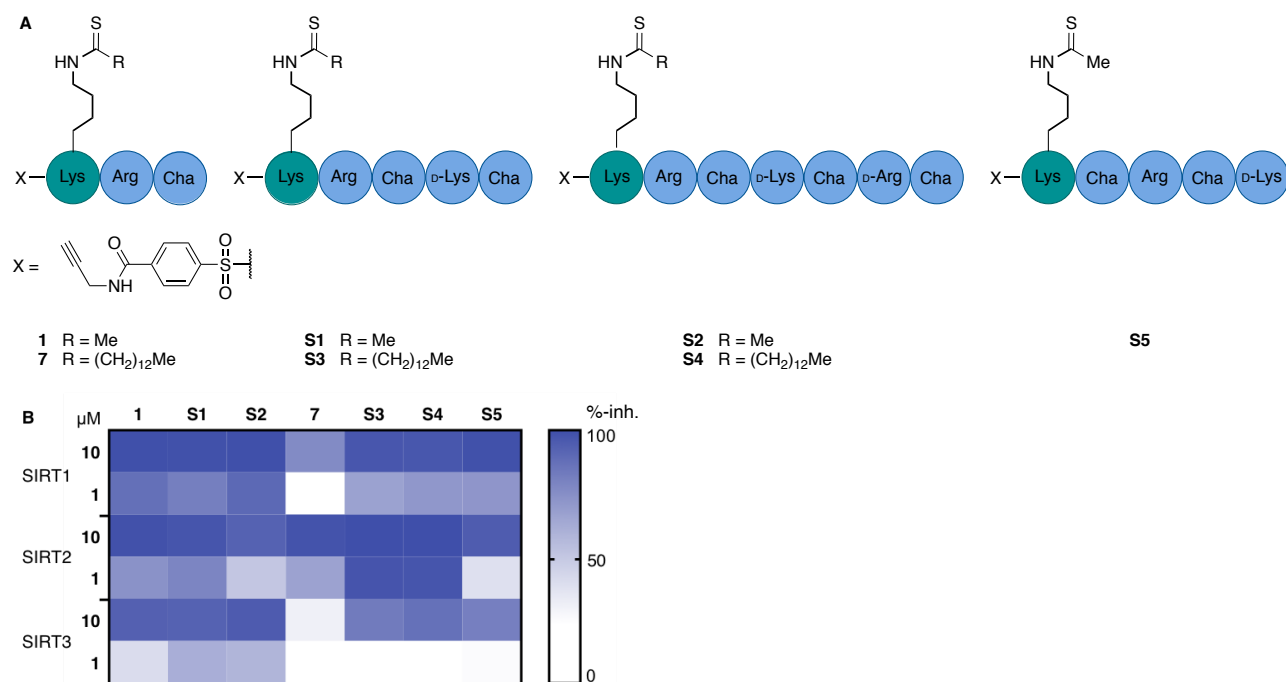 A
S S S S
HN R HN R HN R HN Me
X Lys Arg Cha X Lys Arg Cha D-Lys Cha X Lys Arg Cha D-Lys Cha D-Arg Cha X Lys Cha Arg Cha D-Lys
X = O NH O S O
1 R = Me S1 R = Me S2 R = Me S5
7 R = (CH2)12Me S3 R = (CH2)12Me S4 R = (CH2)12Me
B µM 1 S1 S2 7 S3 S4 S5 %-inh.
100
10
SIRT1
1
10
SIRT2 50
1
10
SIRT3
1 0